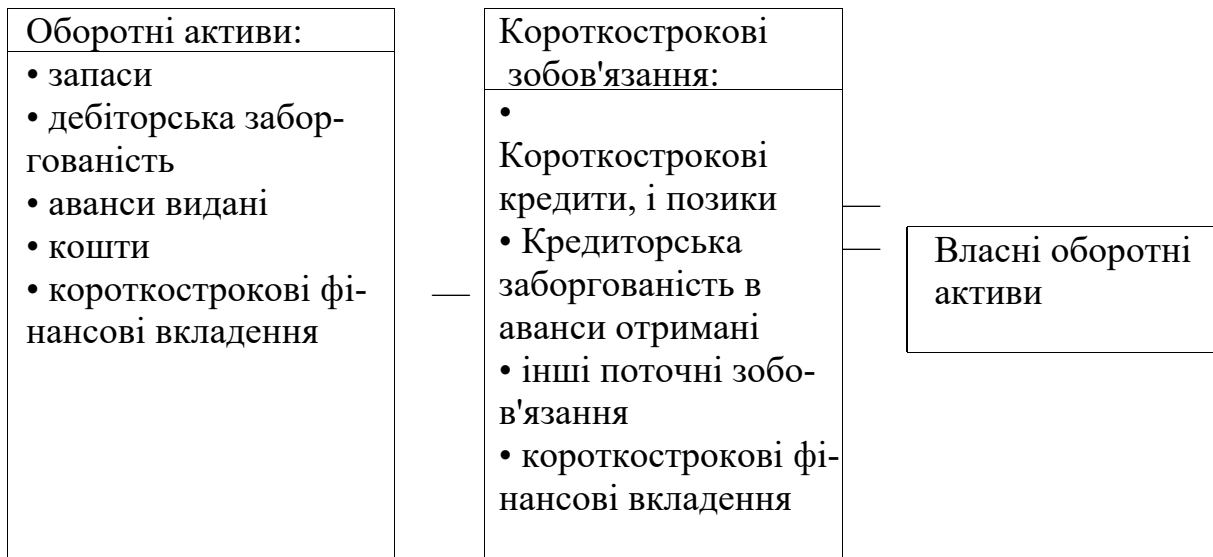 Оборотні активи:
• запаси
• дебіторська забор-
гованість
• аванси видані
• кошти
• короткострокові фі-
нансові вкладення
—
Короткострокові
зобов'язання:
•
Короткострокові
кредити, і позики
• Кредиторська
заборгованість в
аванси отримані
• інші поточні зобо-
в'язання
• короткострокові фі-
нансові вкладення
Власні оборотні
активи